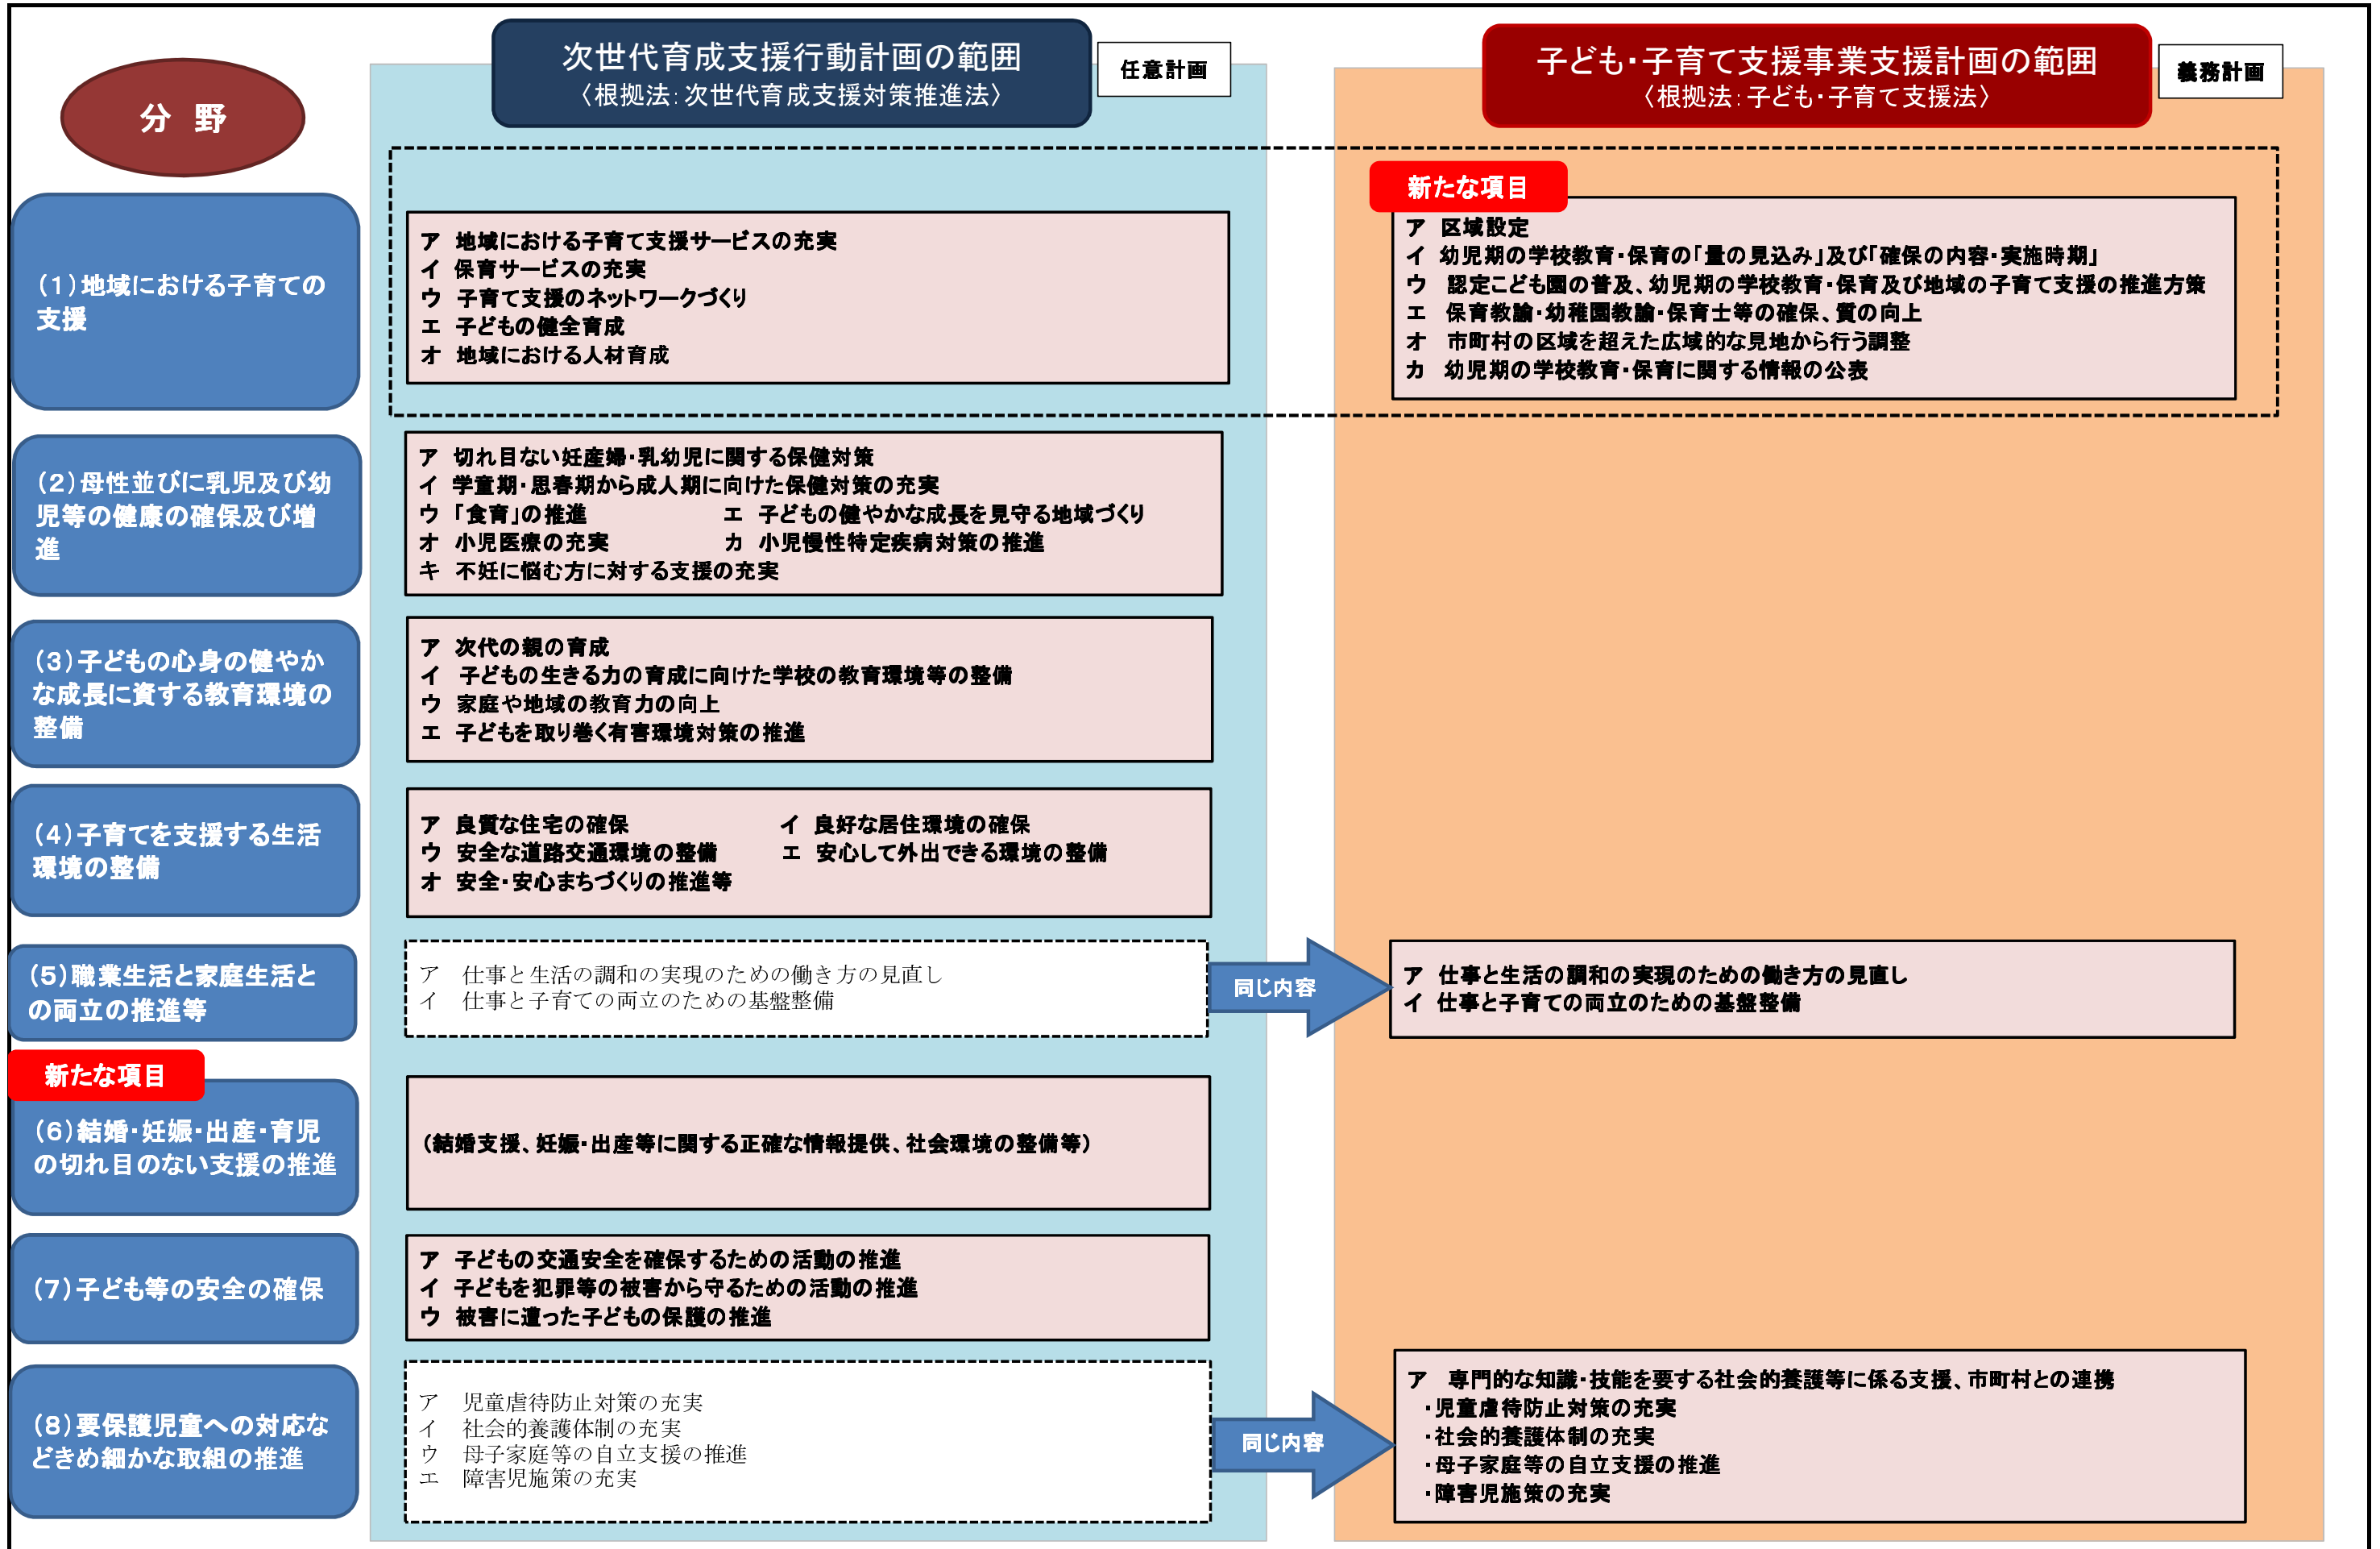 分　野
次世代育成支援行動計画の範囲
〈根拠法：次世代育成支援対策推進法〉
任意計画
子ども・子育て支援事業支援計画の範囲
〈根拠法：子ども・子育て支援法〉
義務計画
（１）地域における子育ての
支援
ア　地域における子育て支援サービスの充実
イ　保育サービスの充実
ウ　子育て支援のネットワークづくり
エ　子どもの健全育成
オ　地域における人材育成
新たな項目
ア　区域設定
イ　幼児期の学校教育・保育の「量の見込み」及び「確保の内容・実施時期」
ウ　認定こども園の普及、幼児期の学校教育・保育及び地域の子育て支援の推進方策
エ　保育教諭・幼稚園教諭・保育士等の確保、質の向上
オ　市町村の区域を超えた広域的な見地から行う調整
カ　幼児期の学校教育・保育に関する情報の公表
（２）母性並びに乳児及び幼
児等の健康の確保及び増
進
ア　切れ目ない妊産婦・乳幼児に関する保健対策
イ　学童期・思春期から成人期に向けた保健対策の充実
ウ　「食育」の推進　　　エ　子どもの健やかな成長を見守る地域づくり
オ　小児医療の充実　　　カ　小児慢性特定疾病対策の推進
キ　不妊に悩む方に対する支援の充実
（３）子どもの心身の健やか
な成長に資する教育環境の
整備
ア　次代の親の育成
イ　子どもの生きる力の育成に向けた学校の教育環境等の整備
ウ　家庭や地域の教育力の向上
エ　子どもを取り巻く有害環境対策の推進
（４）子育てを支援する生活
環境の整備
ア　良質な住宅の確保　　　イ　良好な居住環境の確保
ウ　安全な道路交通環境の整備　　　エ　安心して外出できる環境の整備
オ　安全・安心まちづくりの推進等
（５）職業生活と家庭生活と
の両立の推進等
ア　仕事と生活の調和の実現のための働き方の見直し
イ　仕事と子育ての両立のための基盤整備
同じ内容
ア　仕事と生活の調和の実現のための働き方の見直し
イ　仕事と子育ての両立のための基盤整備
新たな項目
（６）結婚・妊娠・出産・育児
の切れ目のない支援の推進
（結婚支援、妊娠・出産等に関する正確な情報提供、社会環境の整備等）
（７）子ども等の安全の確保
ア　子どもの交通安全を確保するための活動の推進
イ　子どもを犯罪等の被害から守るための活動の推進
ウ　被害に遭った子どもの保護の推進
（８）要保護児童への対応な
どきめ細かな取組の推進
ア　児童虐待防止対策の充実
イ　社会的養護体制の充実
ウ　母子家庭等の自立支援の推進
エ　障害児施策の充実
同じ内容
ア　専門的な知識・技能を要する社会的養護等に係る支援、市町村との連携
・児童虐待防止対策の充実
・社会的養護体制の充実
・母子家庭等の自立支援の推進
・障害児施策の充実